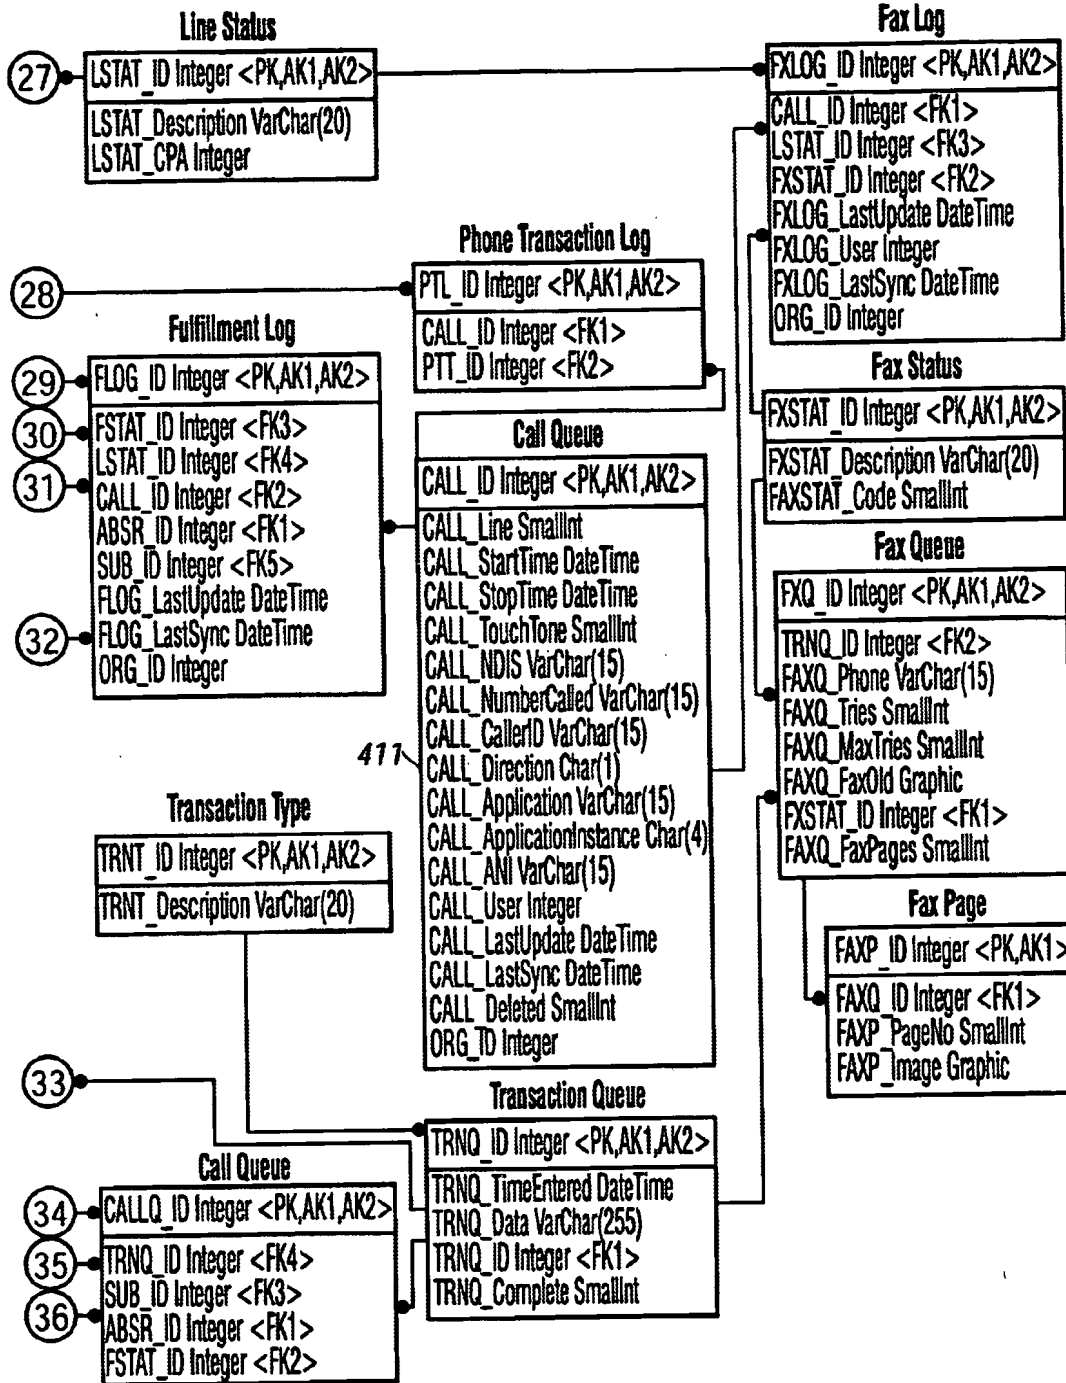 Line Status
27
LSTAT_ID Integer <PK,AK1,AK2>
LSTAT_Description VarChar(20)
LSTAT_CPA Integer
Fax Log
FXLOG_ID Integer <PK,AK1,AK2>
CALL_ID Integer <FK1>
LSTAT_ID Integer <FK3>
FXSTAT_ID Integer <FK2>
FXLOG_LastUpdate DateTime
FXLOG_User Integer
FXLOG_LastSync DateTime
ORG_ID Integer
Phone Transaction Log
28
PTL_ID Integer <PK,AK1,AK2>
CALL_ID Integer <FK1>
PTT_ID Integer <FK2>
Fulfillment Log
29
FLOG_ID Integer <PK,AK1,AK2>
30
FSTAT_ID Integer <FK3>
LSTAT_ID Integer <FK4>
31
CALL_ID Integer <FK2>
ABSR_ID Integer <FK1>
SUB_ID Integer <FK5>
FLOG_LastUpdate DateTime
32
FLOG_LastSync DateTime
ORG_ID Integer
Fax Status
FXSTAT_ID Integer <PK,AK1,AK2>
FXSTAT_Description VarChar(20)
FAXSTAT_Code SmallInt
Call Queue
CALL_ID Integer <PK,AK1,AK2>
CALL_Line SmallInt
CALL_StartTime DateTime
CALL_StopTime DateTime
CALL_TouchTone SmallInt
CALL_NDIS VarChar(15)
CALL_NumberCalled VarChar(15)
CALL_CallerID VarChar(15)
411
CALL_Direction Char(1)
CALL_Application VarChar(15)
CALL_ApplicationInstance Char(4)
CALL_ANI VarChar(15)
CALL_User Integer
CALL_LastUpdate DateTime
CALL_LastSync DateTime
CALL_Deleted SmallInt
ORG_ID Integer
Fax Queue
FXQ_ID Integer <PK,AK1,AK2>
TRNQ_ID Integer <FK2>
FAXQ_Phone VarChar(15)
FAXQ_Tries SmallInt
FAXQ_MaxTries SmallInt
FAXQ_FaxOld Graphic
FXSTAT_ID Integer <FK1>
FAXQ_FaxPages SmallInt
Transaction Type
TRNT_ID Integer <PK,AK1,AK2>
TRNT_Description VarChar(20)
Fax Page
FAXP_ID Integer <PK,AK1>
FAXQ_ID Integer <FK1>
FAXP_PageNo SmallInt
FAXP_Image Graphic
33
Transaction Queue
TRNQ_ID Integer <PK,AK1,AK2>
TRNQ_TimeEntered DateTime
TRNQ_Data VarChar(255)
TRNQ_ID Integer <FK1>
TRNQ_Complete SmallInt
Call Queue
34
CALLQ_ID Integer <PK,AK1,AK2>
35
TRNQ_ID Integer <FK4>
SUB_ID Integer <FK3>
36
ABSR_ID Integer <FK1>
FSTAT_ID Integer <FK2>